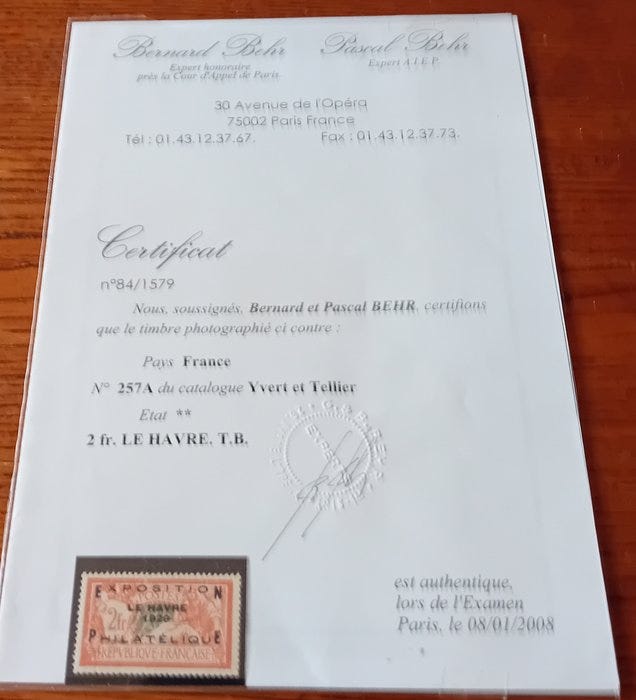 Bernard Behr
Expert honoraire
près la Cour d'Appel de Paris
Pascal Behr
Expert A.I.E.P.
30 Avenue de l'Opéra
75002 Paris France
Tél : 01.43.12.37.67.
Fax : 01.43.12.37.73.
Certificat
n°84/1579
Nous, soussignés, Bernard et Pascal BEHR, certifions
que le timbre photographié ci contre :
Pays France
N° 257A du catalogue Yvert et Tellier
Etat **
2 fr. LE HAVRE. T.B.
EXPERT
EXPOSITION
LE HAVRE
1929
PHILATÉLIQUE
2fr
RÉPUBLIQUE FRANÇAISE
est authentique,
lors de l'Examen
Paris, le 08/01/2008